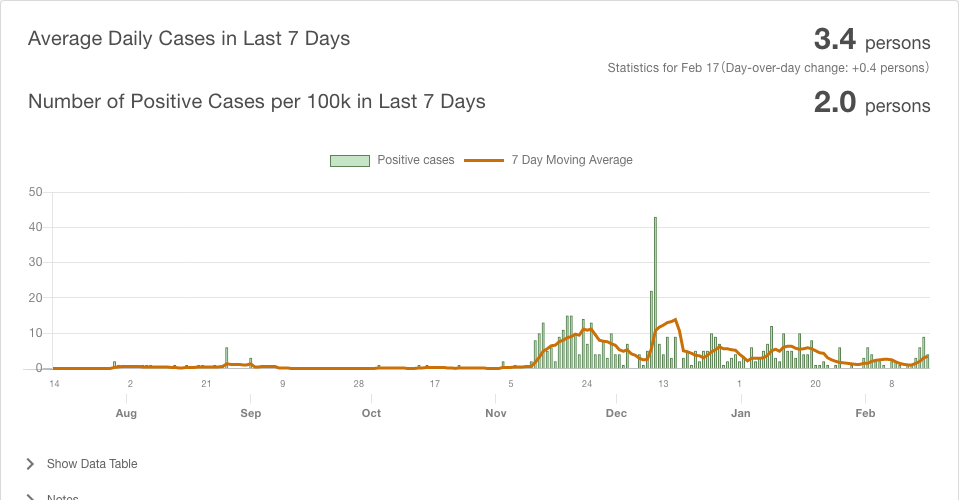 Average Daily Cases in Last 7 Days
3.4 persons
Statistics for Feb 17 (Day-over-day change: +0.4 persons)
Number of Positive Cases per 100k in Last 7 Days
2.0 persons
Positive cases 7 Day Moving Average
50
40
30
20
10
0
14 2 21 9 28 17 5 24 13 1 20 8
Aug Sep Oct Nov Dec Jan Feb
Show Data Table
Notes